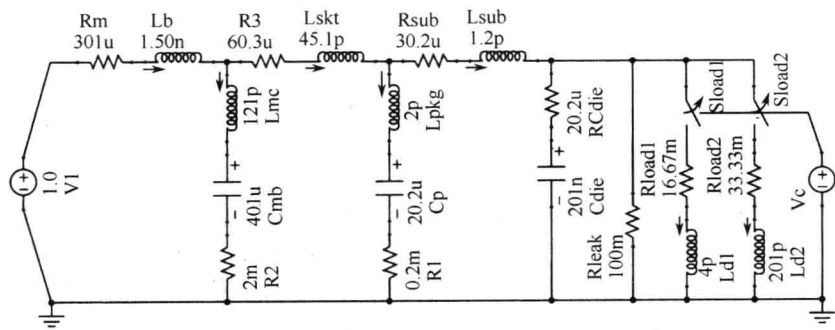 Rm
301u
Lb
1.50n
R3
60.3u
Lskt
45.1p
Rsub
30.2u
Lsub
1.2p
121p
Lmc
2p
Lpkg
20.2u
RCdie
Sload1
Sload2
1.0
V1
+
−
401u
Cmb
+
−
20.2u
Cp
+
−
201n
Cdie
Rload1
16.67m
Rload2
33.33m
Vc
2m
R2
0.2m
R1
Rleak
100m
4p
Ld1
201p
Ld2